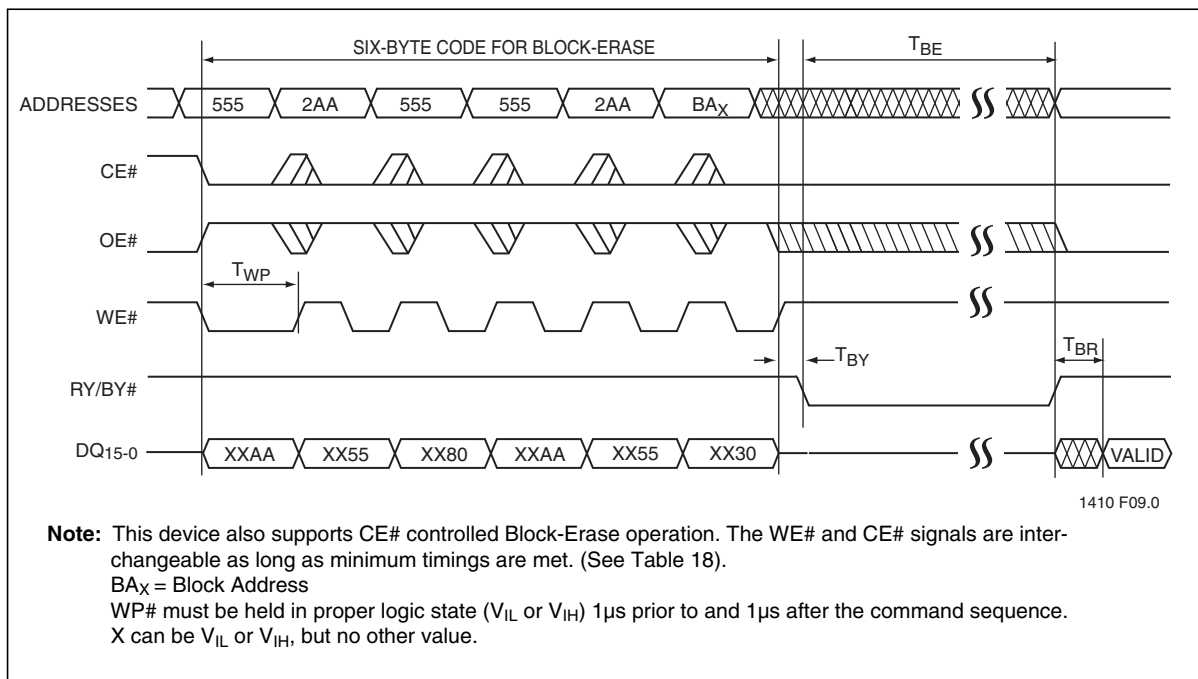 SIX-BYTE CODE FOR BLOCK-ERASE
TBE
ADDRESSES 555 2AA 555 555 2AA BAX
CE#
OE#
TWP
WE#
TBY
TBR
RY/BY#
DQ15-0 XXAA XX55 XX80 XXAA XX55 XX30 VALID
1410 F09.0
Note: This device also supports CE# controlled Block-Erase operation. The WE# and CE# signals are inter-
changeable as long as minimum timings are met. (See Table 18).
BAX = Block Address
WP# must be held in proper logic state (VIL or VIH) 1µs prior to and 1µs after the command sequence.
X can be VIL or VIH, but no other value.